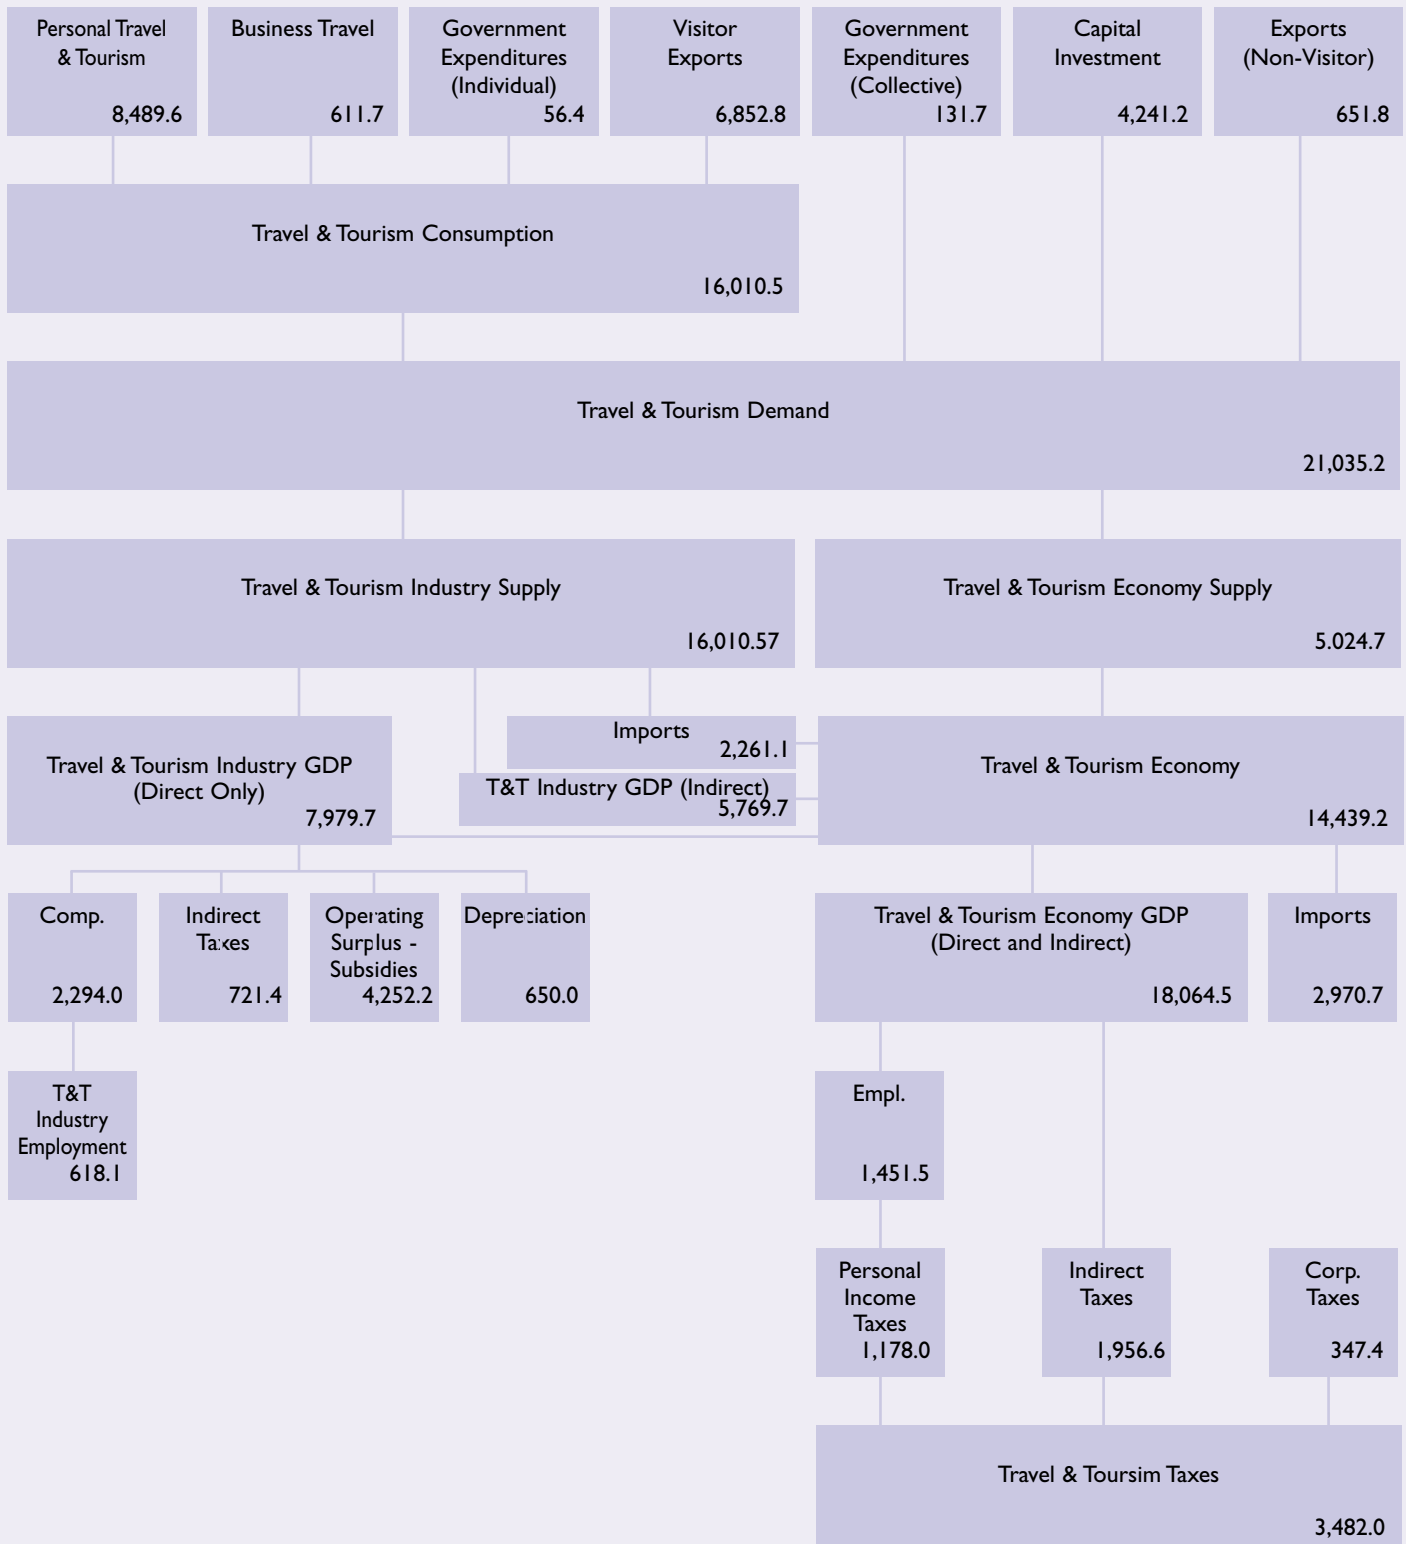 Personal Travel
& Tourism
8,489.6
Business Travel
611.7
Government
Expenditures
(Individual)
56.4
Visitor
Exports
6,852.8
Government
Expenditures
(Collective)
131.7
Capital
Investment
4,241.2
Exports
(Non-Visitor)
651.8
Travel & Tourism Consumption
16,010.5
Travel & Tourism Demand
21,035.2
Travel & Tourism Industry Supply
16,010.57
Travel & Tourism Economy Supply
5.024.7
Travel & Tourism Industry GDP
(Direct Only)
7,979.7
Imports
2,261.1
T&T Industry GDP (Indirect)
5,769.7
Travel & Tourism Economy
14,439.2
Comp.
2,294.0
Indirect
Taxes
721.4
Operating
Surplus -
Subsidies
4,252.2
Depreciation
650.0
Travel & Tourism Economy GDP
(Direct and Indirect)
18,064.5
Imports
2,970.7
T&T
Industry
Employment
618.1
Empl.
1,451.5
Personal
Income
Taxes
1,178.0
Indirect
Taxes
1,956.6
Corp.
Taxes
347.4
Travel & Toursim Taxes
3,482.0